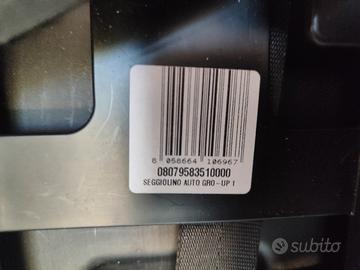 8 058664 106967
08079583510000
SEGGIOLINO AUTO GRO-UP 1
subito